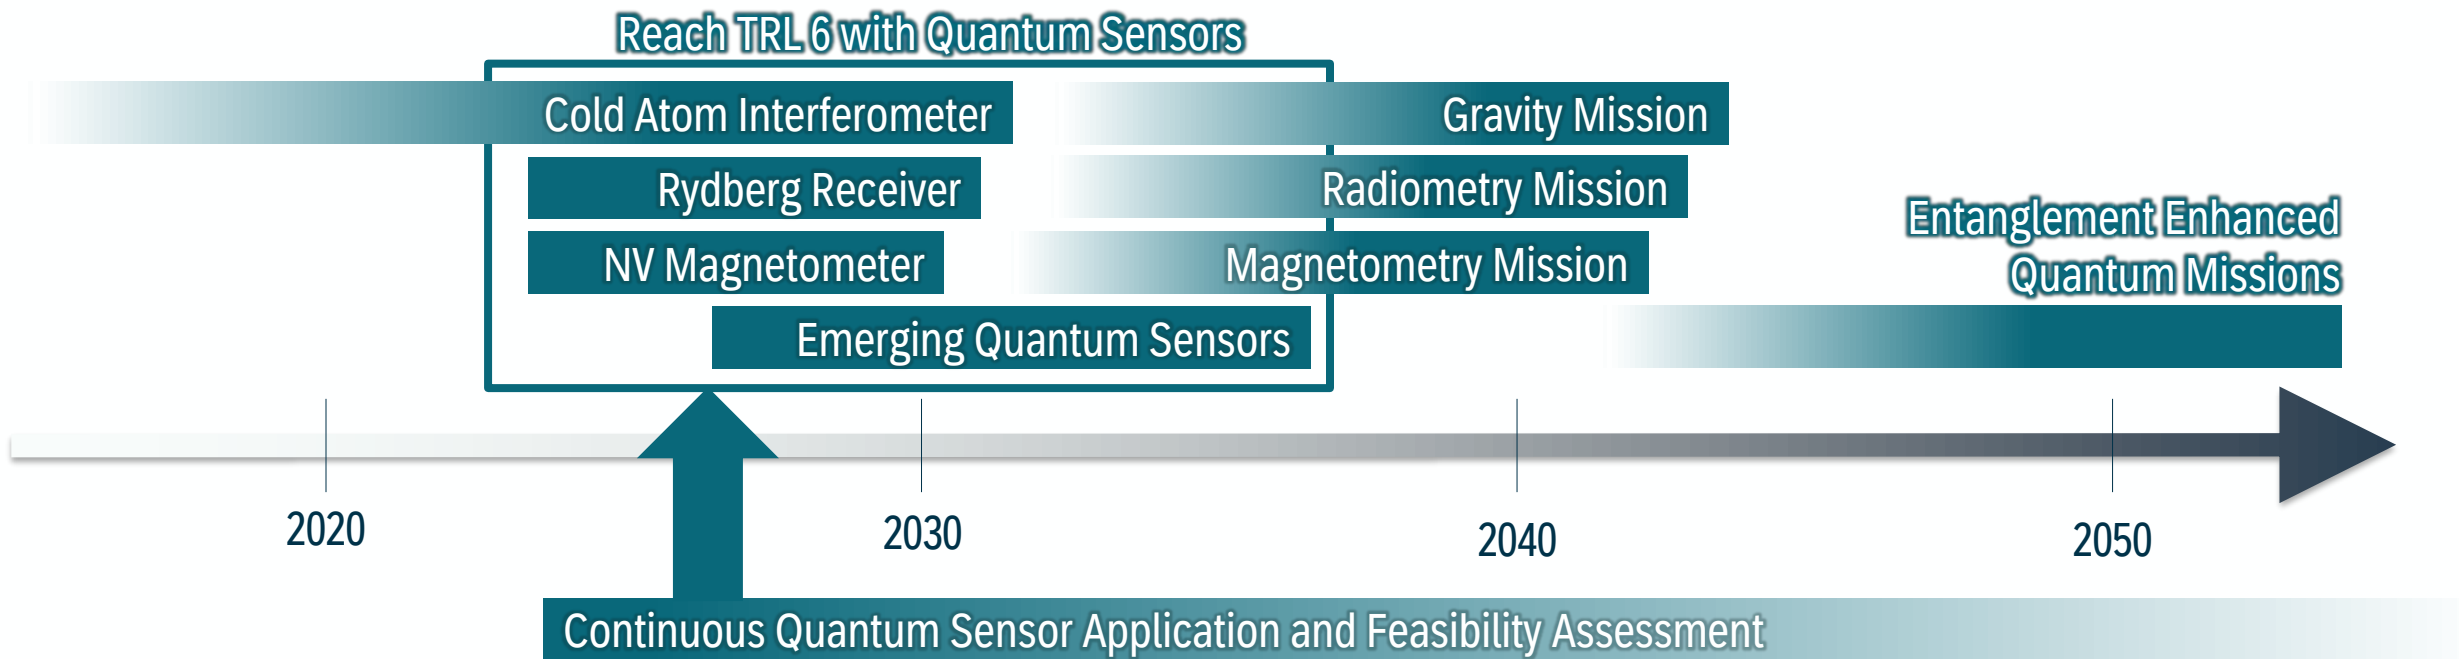 Reach TRL 6 with Quantum Sensors
Cold Atom Interferometer
Gravity Mission
Rydberg Receiver
Radiometry Mission
NV Magnetometer
Magnetometry Mission
Entanglement Enhanced
Quantum Missions
Emerging Quantum Sensors
2020
2030
2040
2050
Continuous Quantum Sensor Application and Feasibility Assessment